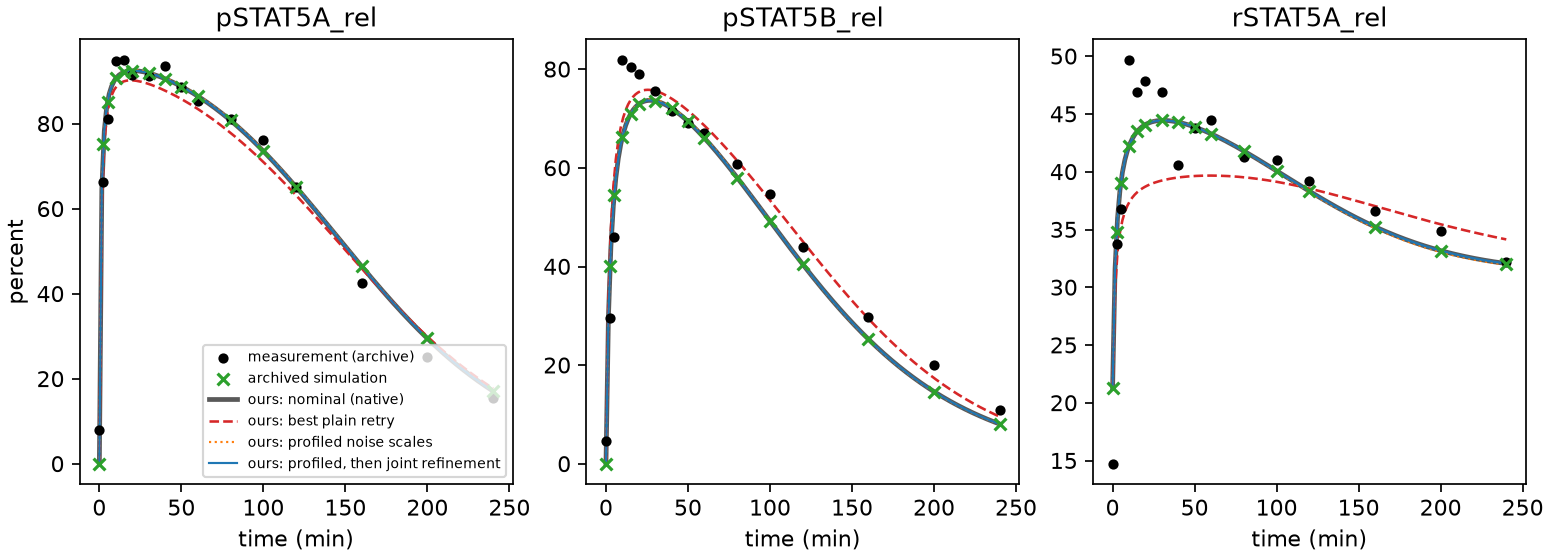 pSTAT5A_rel
pSTAT5B_rel
rSTAT5A_rel
percent
80
60
40
20
0
measurement (archive)
archived simulation
ours: nominal (native)
ours: best plain retry
ours: profiled noise scales
ours: profiled, then joint refinement
0 50 100 150 200 250
time (min)
80
60
40
20
0
0 50 100 150 200 250
time (min)
50
45
40
35
30
25
20
15
0 50 100 150 200 250
time (min)